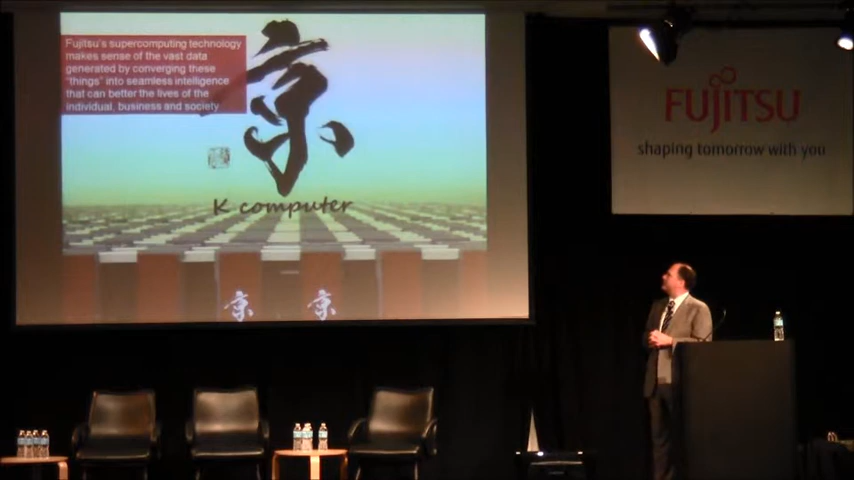 Fujitsu's supercomputing technology
makes sense of the vast data
generated by converging these
"things" into seamless intelligence
that can better the lives of the
individual, business and society
京
K computer
京 京
FUJITSU
shaping tomorrow with you